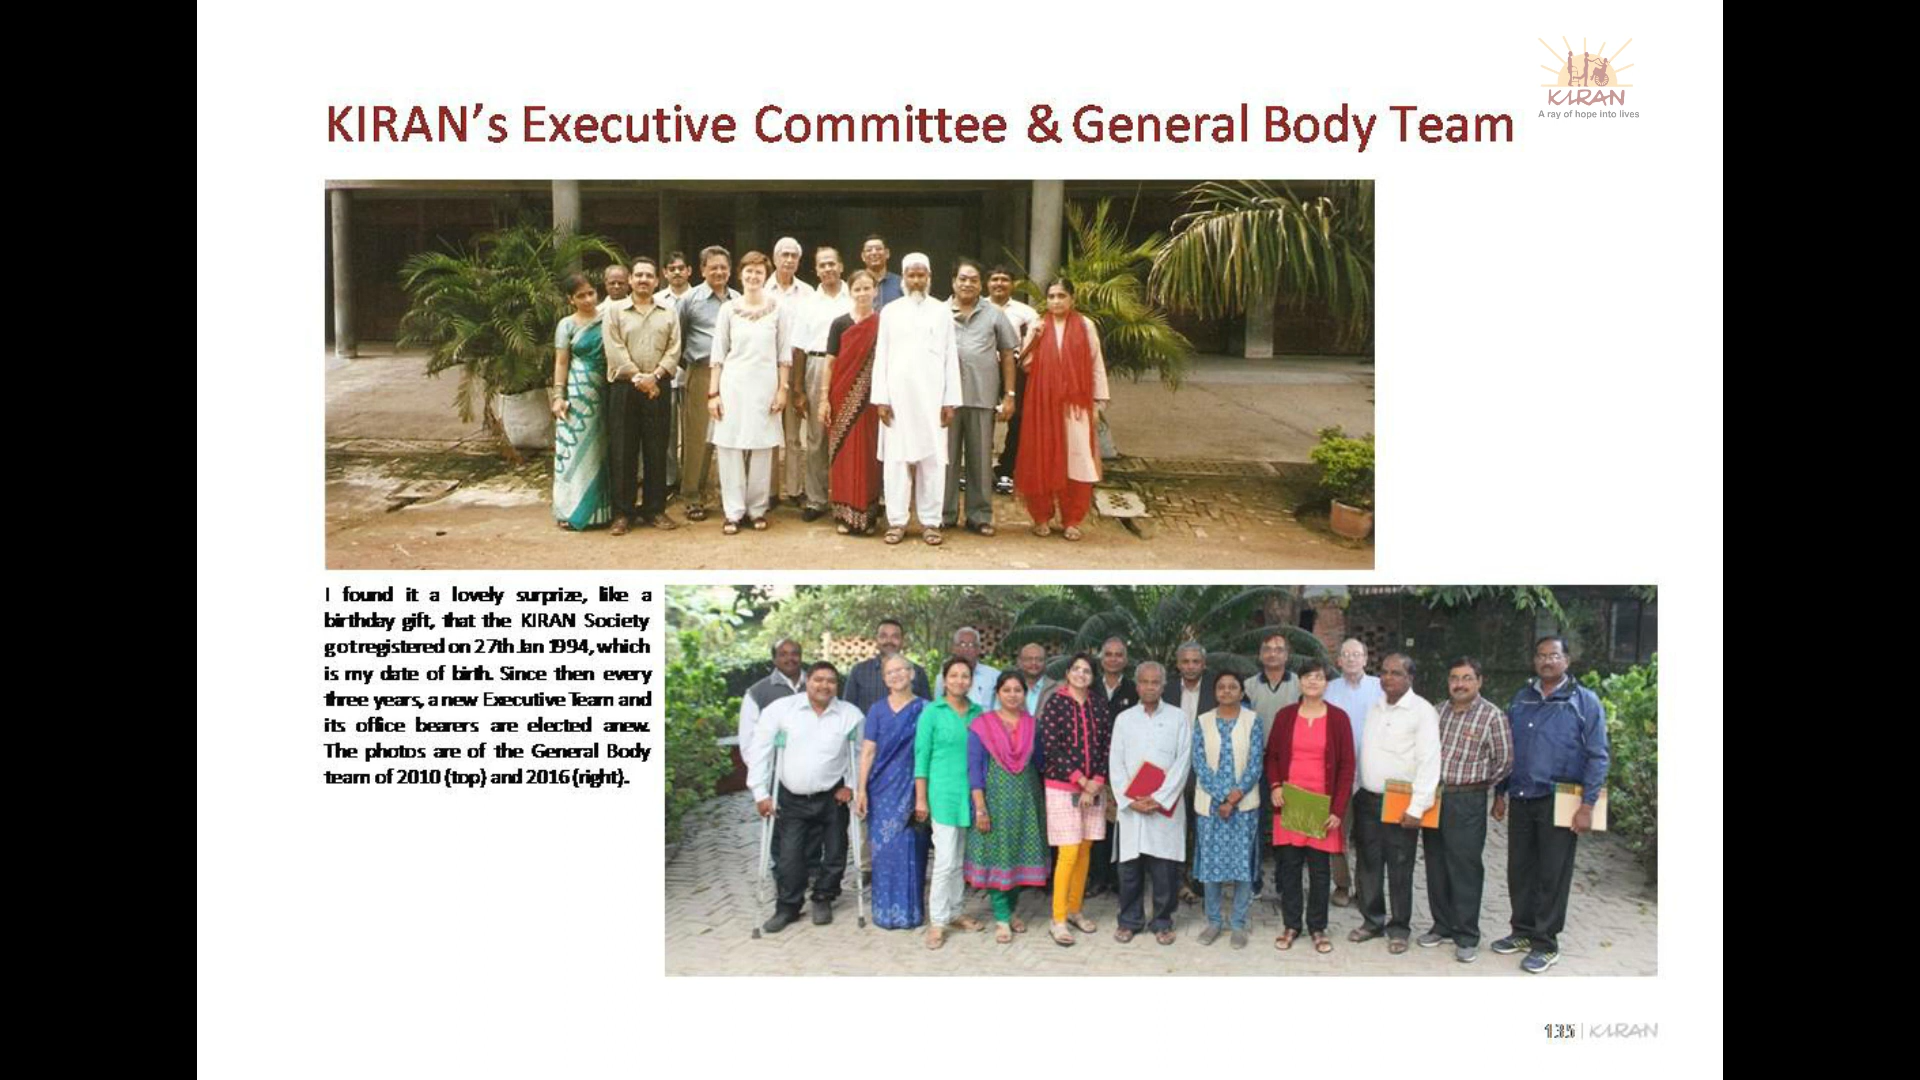 KIRAN
A ray of hope into lives
KIRAN's Executive Committee & General Body Team
I found it a lovely surprize, like a
birthday gift, that the KIRAN Society
got registered on 27th Jan 1994, which
is my date of birth. Since then every
three years, a new Executive Team and
its office bearers are elected anew.
The photos are of the General Body
team of 2010 (top) and 2016 (right).
135 | KIRAN